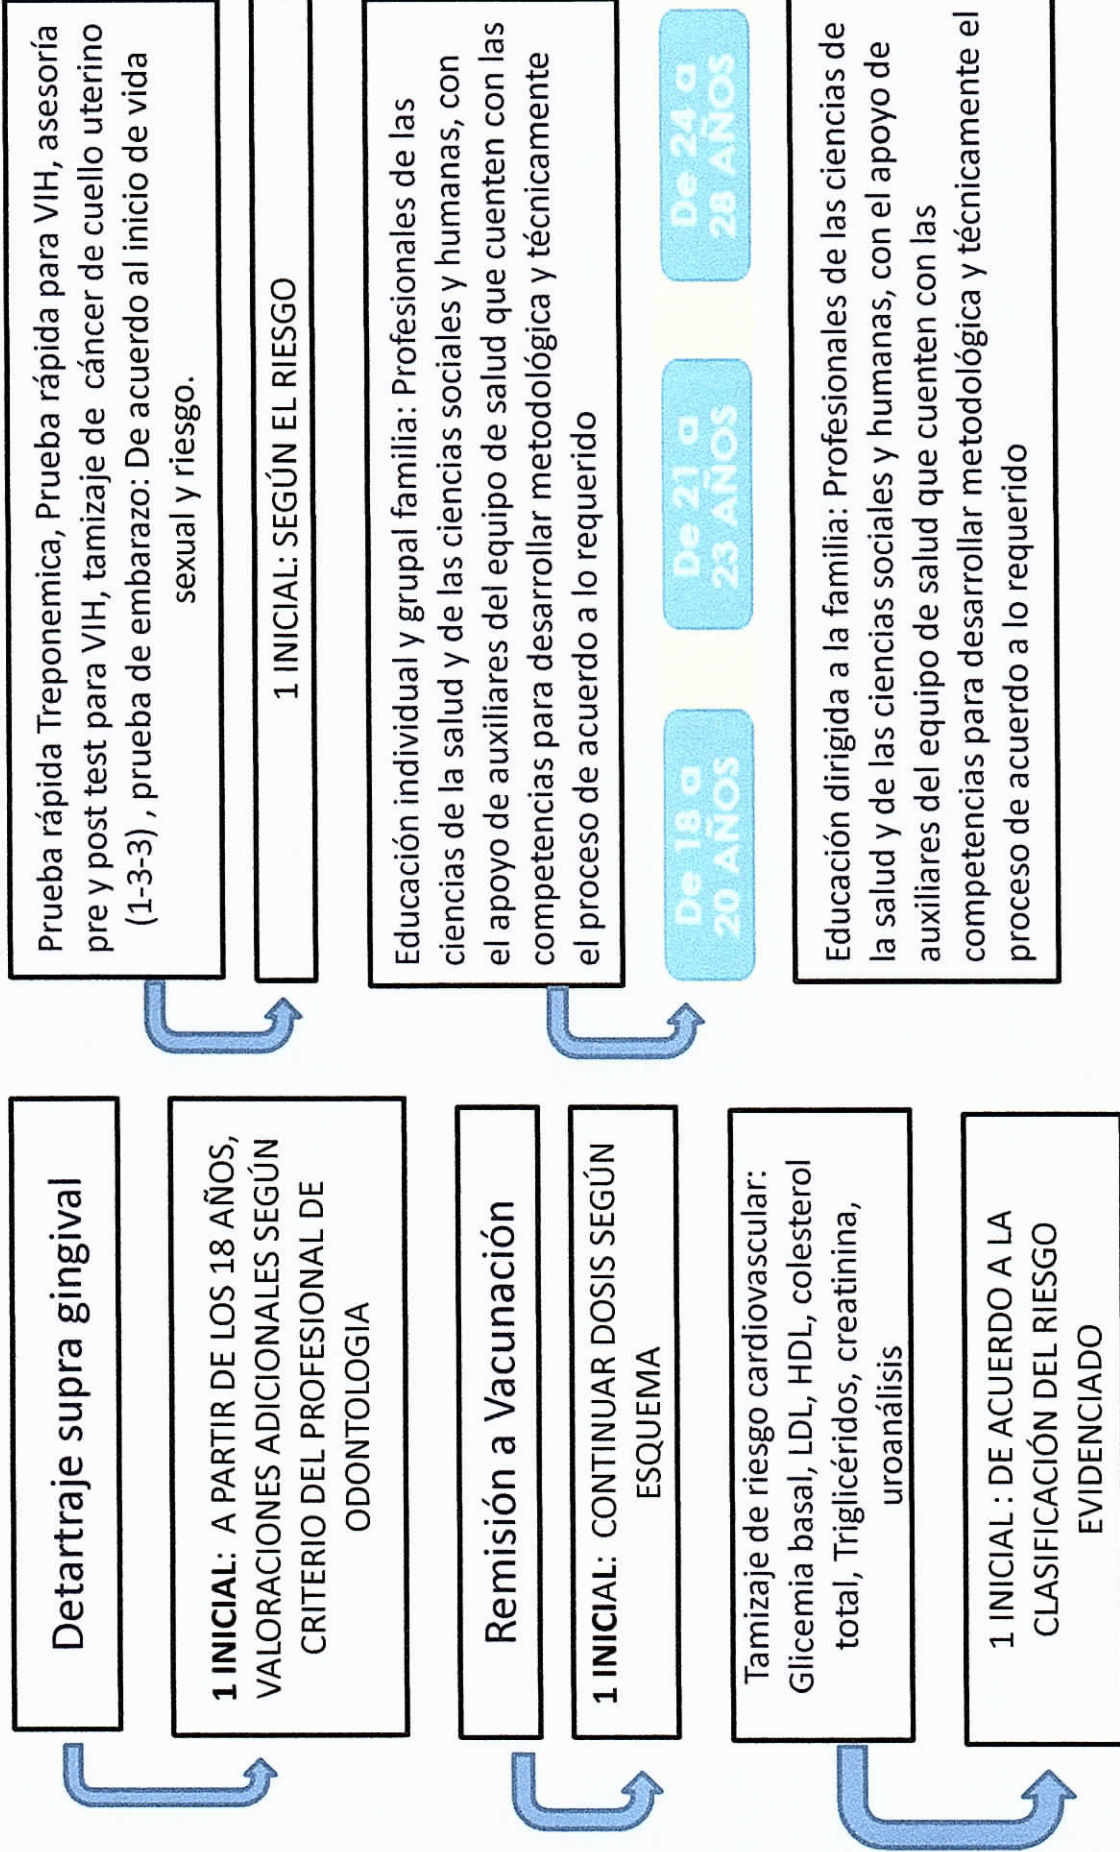 Detartraje supra gingival
1 INICIAL: A PARTIR DE LOS 18 AÑOS,
VALORACIONES ADICIONALES SEGÚN
CRITERIO DEL PROFESIONAL DE
ODONTOLOGIA
Remisión a Vacunación
1 INICIAL: CONTINUAR DOSIS SEGÚN
ESQUEMA
Tamizaje de riesgo cardiovascular:
Glicemia basal, LDL, HDL, colesterol
total, Triglicéridos, creatinina,
uroanálisis
1 INICIAL : DE ACUERDO A LA
CLASIFICACIÓN DEL RIESGO
EVIDENCIADO
Prueba rápida Treponemica, Prueba rápida para VIH, asesoría
pre y post test para VIH, tamizaje de cáncer de cuello uterino
(1-3-3) , prueba de embarazo: De acuerdo al inicio de vida
sexual y riesgo.
1 INICIAL: SEGÚN EL RIESGO
Educación individual y grupal familia: Profesionales de las
ciencias de la salud y de las ciencias sociales y humanas, con
el apoyo de auxiliares del equipo de salud que cuenten con las
competencias para desarrollar metodológica y técnicamente
el proceso de acuerdo a lo requerido
De 18 a
20 AÑOS
De 21 a
23 AÑOS
De 24 a
28 AÑOS
Educación dirigida a la familia: Profesionales de las ciencias de
la salud y de las ciencias sociales y humanas, con el apoyo de
auxiliares del equipo de salud que cuenten con las
competencias para desarrollar metodológica y técnicamente el
proceso de acuerdo a lo requerido